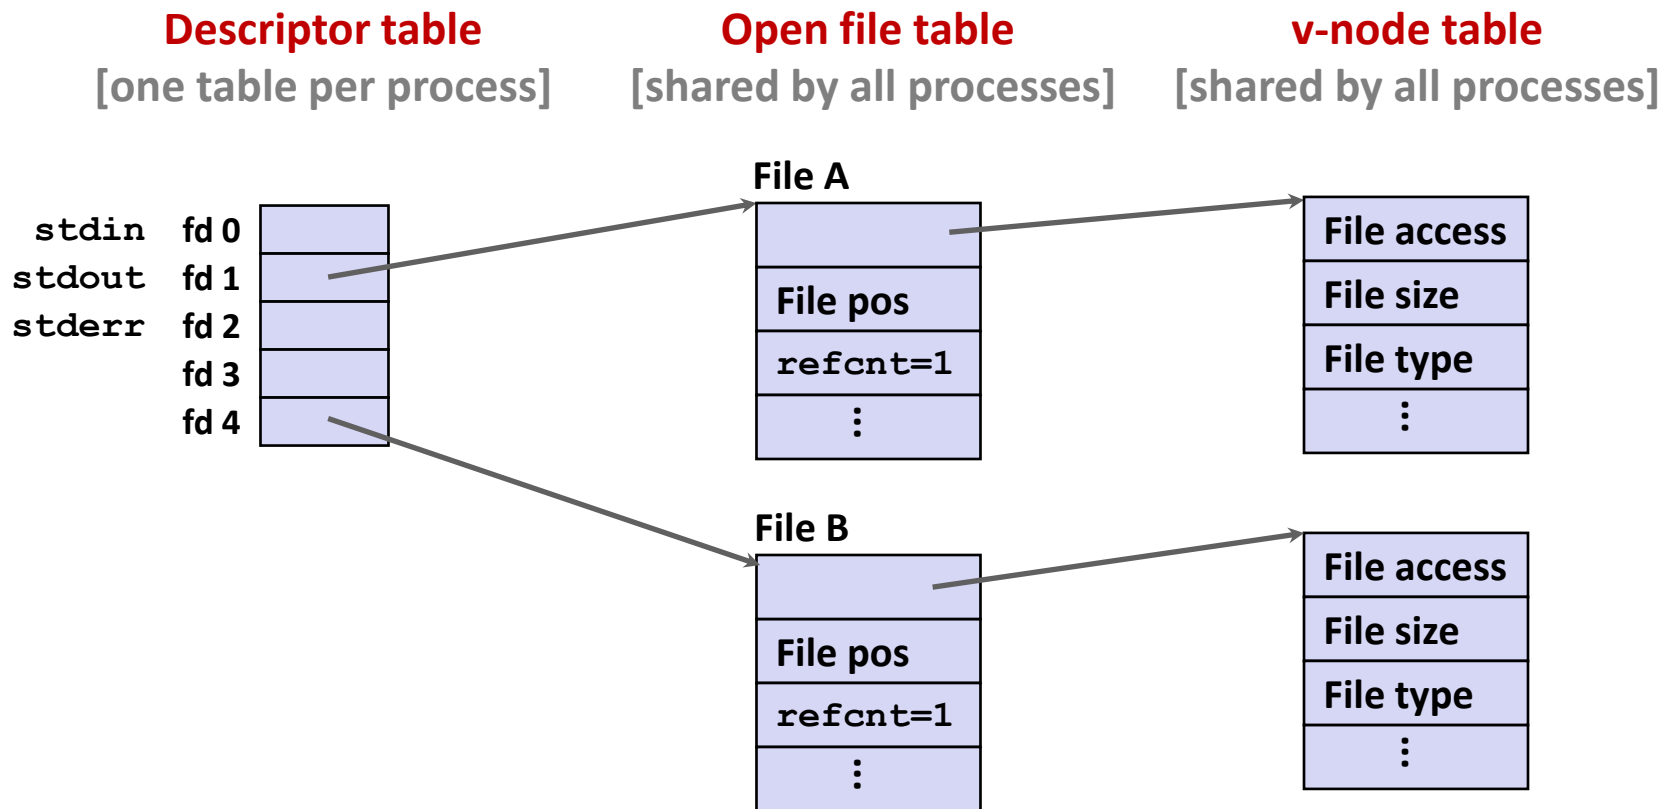 Descriptor table
[one table per process]
Open file table
[shared by all processes]
v-node table
[shared by all processes]
stdin fd 0
stdout fd 1
stderr fd 2
fd 3
fd 4
File A
File pos
refcnt=1
⋮
File access
File size
File type
⋮
File B
File pos
refcnt=1
⋮
File access
File size
File type
⋮